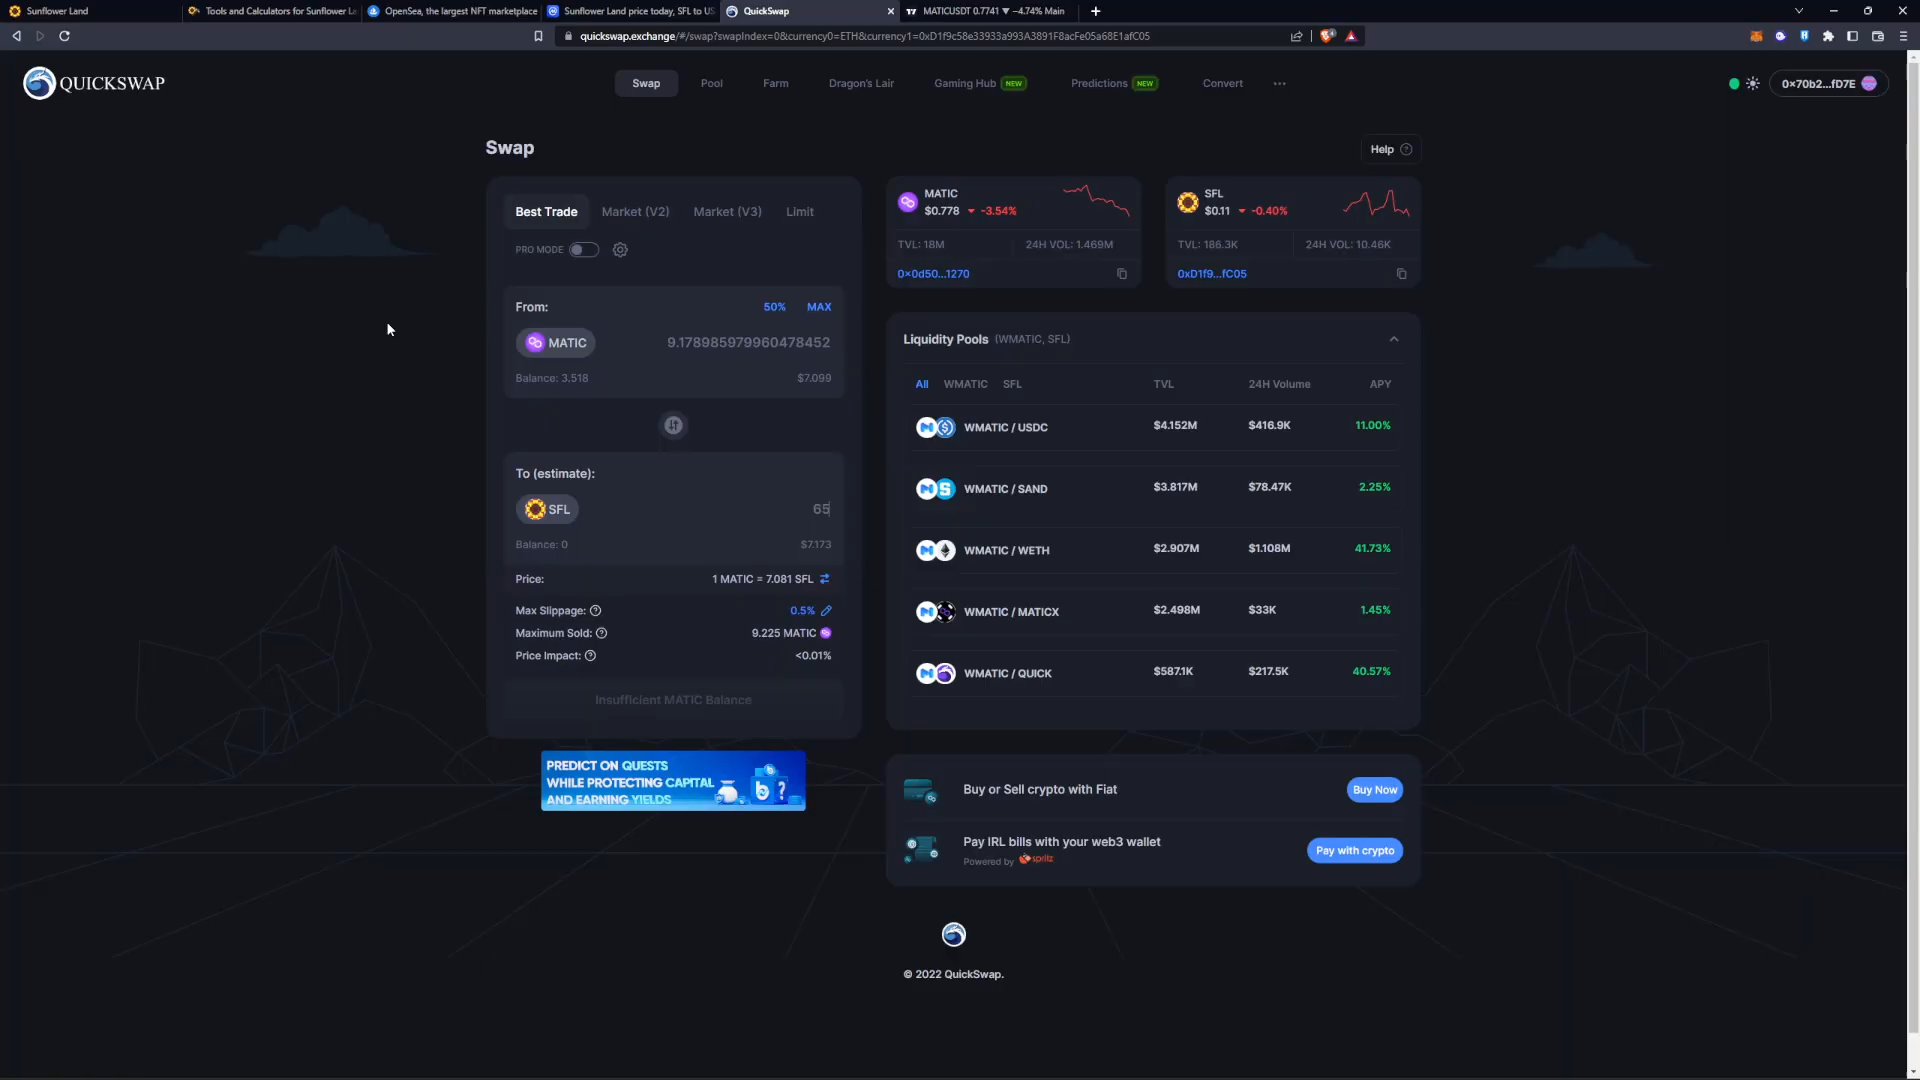 Sunflower Land
Tools and Calculators for Sunflower La
OpenSea, the largest NFT marketplace
Sunflower Land price today, SFL to US
QuickSwap
MATICUSDT 0.7741 ▼ −4.74% Main
quickswap.exchange/#/swap?swapIndex=0&currency0=ETH&currency1=0xD1f9c58e33933a993A3891F8acFe05a68E1afC05
QUICKSWAP
Swap
Pool
Farm
Dragon's Lair
Gaming Hub NEW
Predictions NEW
Convert
0x70b2...fD7E
Swap
Help
Best Trade
Market (V2)
Market (V3)
Limit
PRO MODE
From:
50%
MAX
MATIC
9.178985979960478452
Balance: 3.518
$7.099
To (estimate):
SFL
65
Balance: 0
$7.173
Price:
1 MATIC = 7.081 SFL
Max Slippage:
0.5%
Maximum Sold:
9.225 MATIC
Price Impact:
<0.01%
Insufficient MATIC Balance
PREDICT ON QUESTS
WHILE PROTECTING CAPITAL
AND EARNING YIELDS
MATIC
$0.778 -3.54%
TVL: 18M
24H VOL: 1.469M
0x0d50...1270
SFL
$0.11 -0.40%
TVL: 186.3K
24H VOL: 10.46K
0xD1f9...fC05
Liquidity Pools (WMATIC, SFL)
All WMATIC SFL TVL 24H Volume APY
WMATIC / USDC $4.152M $416.9K 11.00%
WMATIC / SAND $3.817M $78.47K 2.25%
WMATIC / WETH $2.907M $1.108M 41.73%
WMATIC / MATICX $2.498M $33K 1.45%
WMATIC / QUICK $587.1K $217.5K 40.57%
Buy or Sell crypto with Fiat
Buy Now
Pay IRL bills with your web3 wallet
Powered by spritz
Pay with crypto
© 2022 QuickSwap.